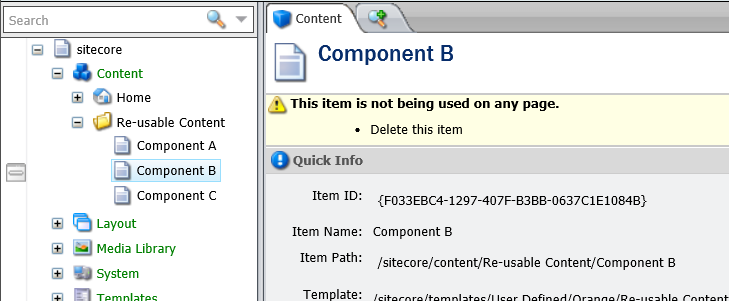 Search
sitecore
Content
Home
Re-usable Content
Component A
Component B
Component C
Layout
Media Library
System
Templates
Content
Component B
This item is not being used on any page.
• Delete this item
Quick Info
Item ID: {F033EBC4-1297-407F-B3BB-0637C1E1084B}
Item Name: Component B
Item Path: /sitecore/content/Re-usable Content/Component B
Template: /sitecore/templates/User Defined/Orange/Re-usable Content